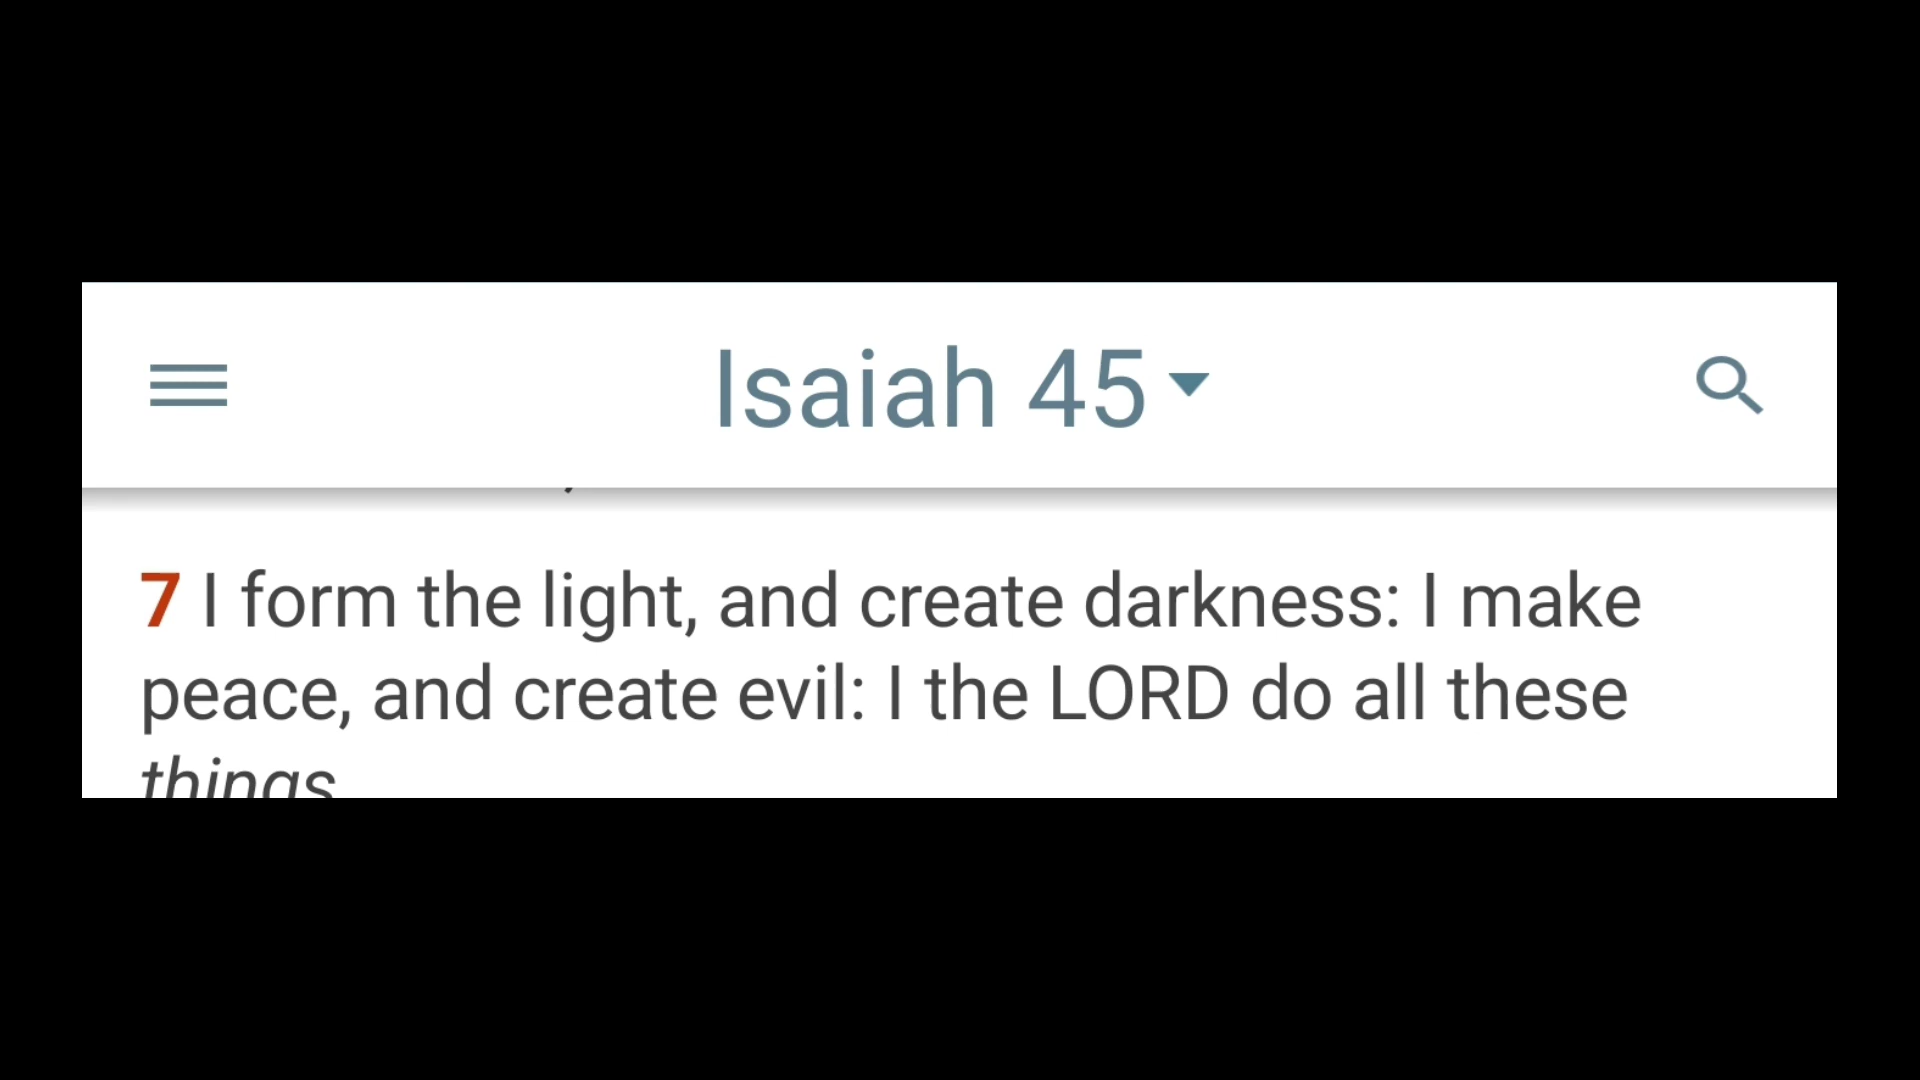 Isaiah 45
7 I form the light, and create darkness: I make
peace, and create evil: I the LORD do all these
things